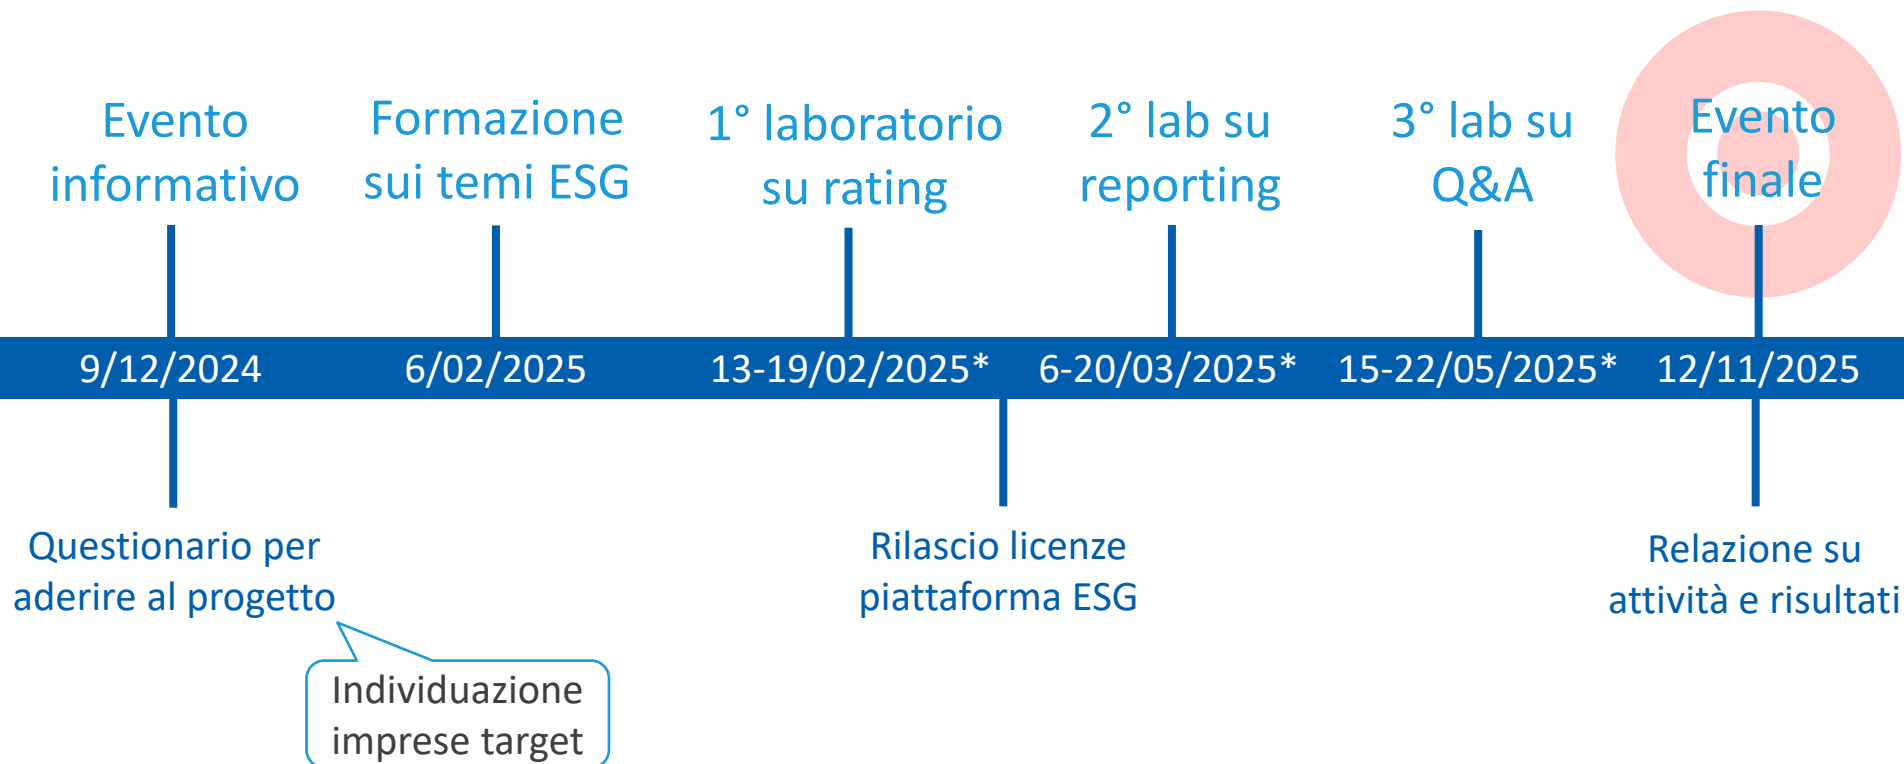 Evento
informativo
Formazione
sui temi ESG
1° laboratorio
su rating
2° lab su
reporting
3° lab su
Q&A
Evento
finale
9/12/2024
6/02/2025
13-19/02/2025*
6-20/03/2025*
15-22/05/2025*
12/11/2025
Questionario per
aderire al progetto
Individuazione
imprese target
Rilascio licenze
piattaforma ESG
Relazione su
attività e risultati